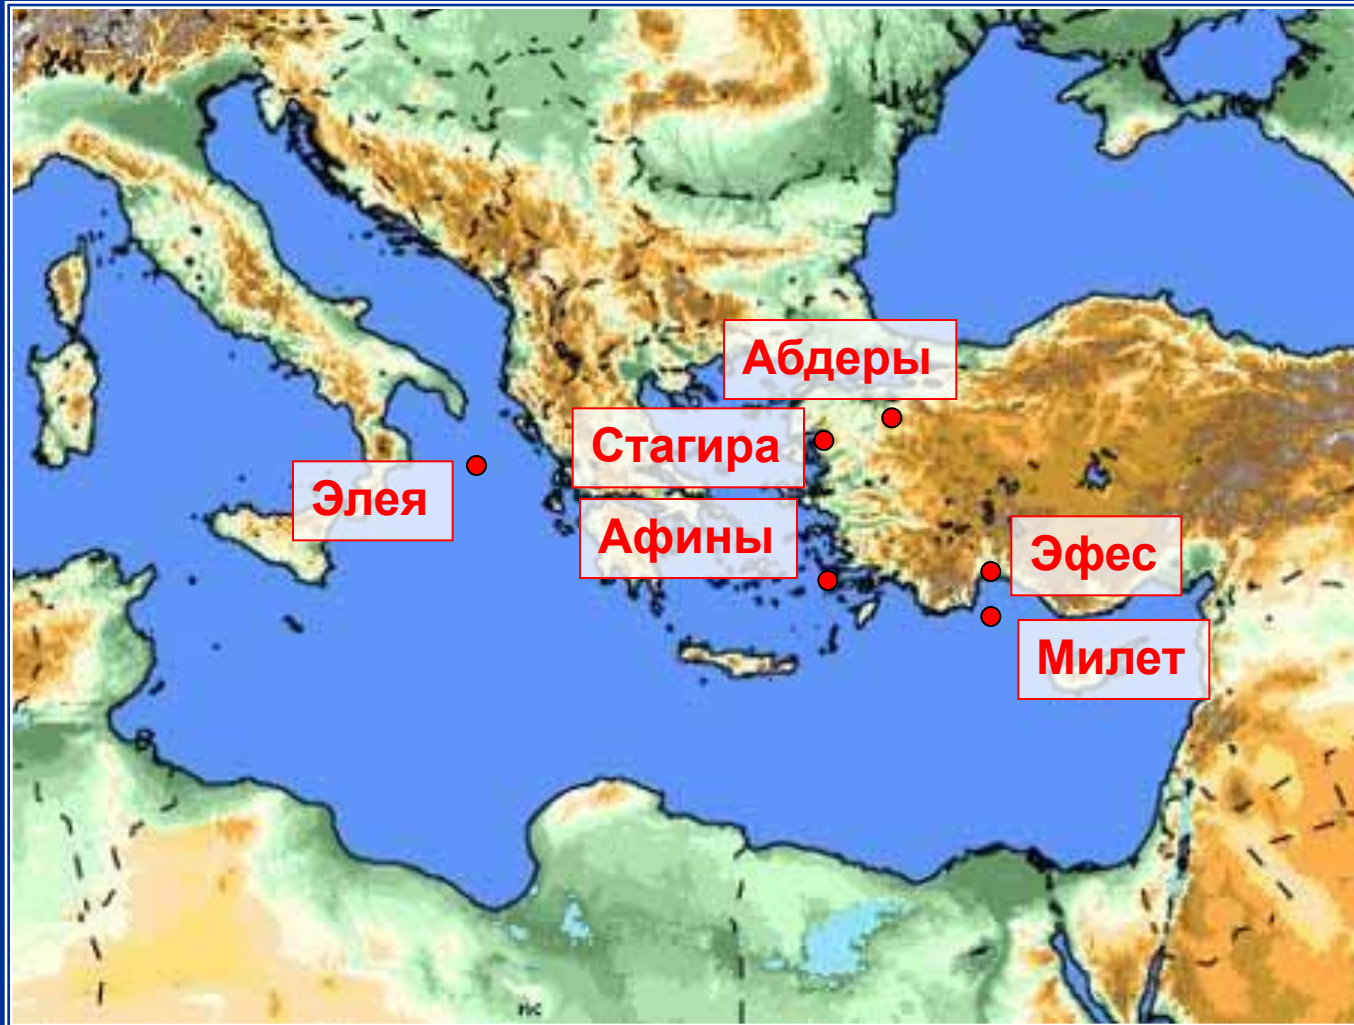 Абдеры
Стагира
Элея
Афины
Эфес
Милет